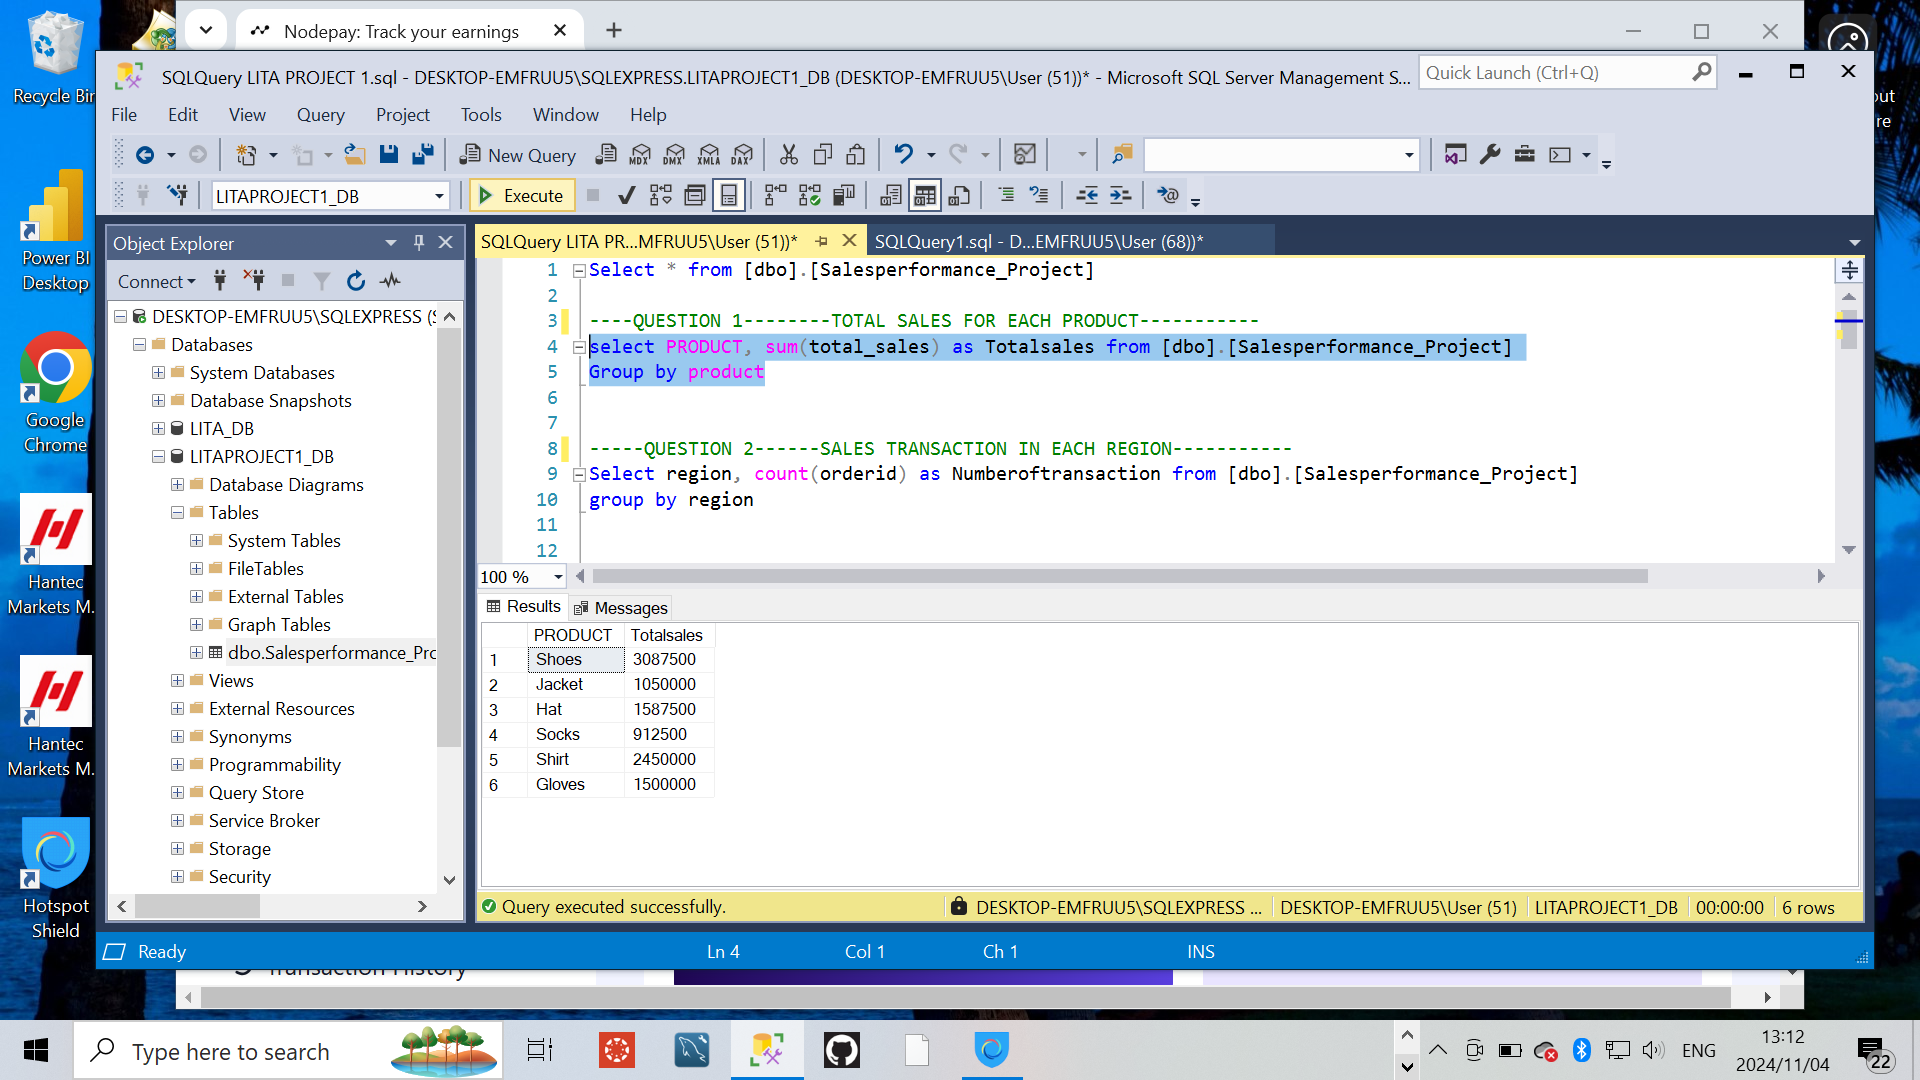 Recycle Bin
Power BI
Desktop
Google
Chrome
Hantec
Markets M...
Hantec
Markets M...
Hotspot
Shield
Nodepay: Track your earnings
out
re
SQLQuery LITA PROJECT 1.sql - DESKTOP-EMFRUU5\SQLEXPRESS.LITAPROJECT1_DB (DESKTOP-EMFRUU5\User (51))* - Microsoft SQL Server Management S...
Quick Launch (Ctrl+Q)
File Edit View Query Project Tools Window Help
New Query MDX DMX XMLA DAX
LITAPROJECT1_DB Execute
Object Explorer
Connect
DESKTOP-EMFRUU5\SQLEXPRESS (S
Databases
System Databases
Database Snapshots
LITA_DB
LITAPROJECT1_DB
Database Diagrams
Tables
System Tables
FileTables
External Tables
Graph Tables
dbo.Salesperformance_Pro
Views
External Resources
Synonyms
Programmability
Query Store
Service Broker
Storage
Security
SQLQuery LITA PR...MFRUU5\User (51))* SQLQuery1.sql - D...EMFRUU5\User (68))*
1 Select * from [dbo].[Salesperformance_Project]
2
3 ----QUESTION 1--------TOTAL SALES FOR EACH PRODUCT-----------
4 select PRODUCT, sum(total_sales) as Totalsales from [dbo].[Salesperformance_Project]
5 Group by product
6
7
8 -----QUESTION 2------SALES TRANSACTION IN EACH REGION-----------
9 Select region, count(orderid) as Numberoftransaction from [dbo].[Salesperformance_Project]
10 group by region
11
12
100 %
Results Messages
PRODUCT Totalsales
1 Shoes 3087500
2 Jacket 1050000
3 Hat 1587500
4 Socks 912500
5 Shirt 2450000
6 Gloves 1500000
Query executed successfully. DESKTOP-EMFRUU5\SQLEXPRESS ... DESKTOP-EMFRUU5\User (51) LITAPROJECT1_DB 00:00:00 6 rows
Ready Ln 4 Col 1 Ch 1 INS
Transaction History
Type here to search
ENG
13:12
2024/11/04
22